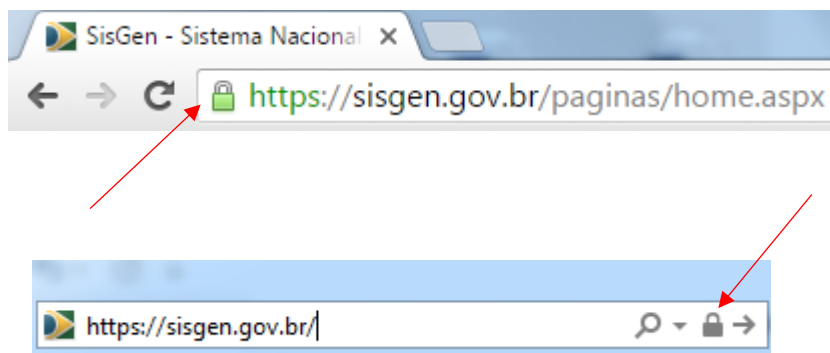 SisGen - Sistema Nacional
https://sisgen.gov.br/paginas/home.aspx
https://sisgen.gov.br/